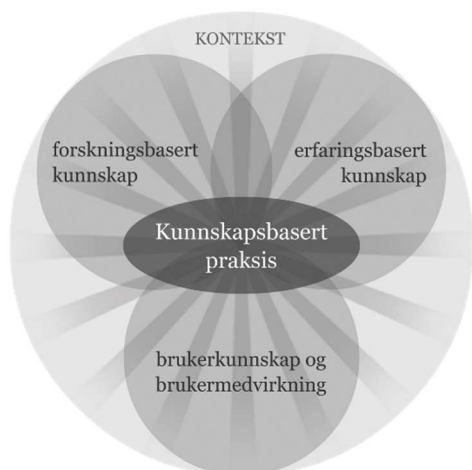 KONTEKST
forskningsbasert
kunnskap
erfaringsbasert
kunnskap
Kunnskapsbasert
praksis
brukerkunnskap og
brukermedvirkning